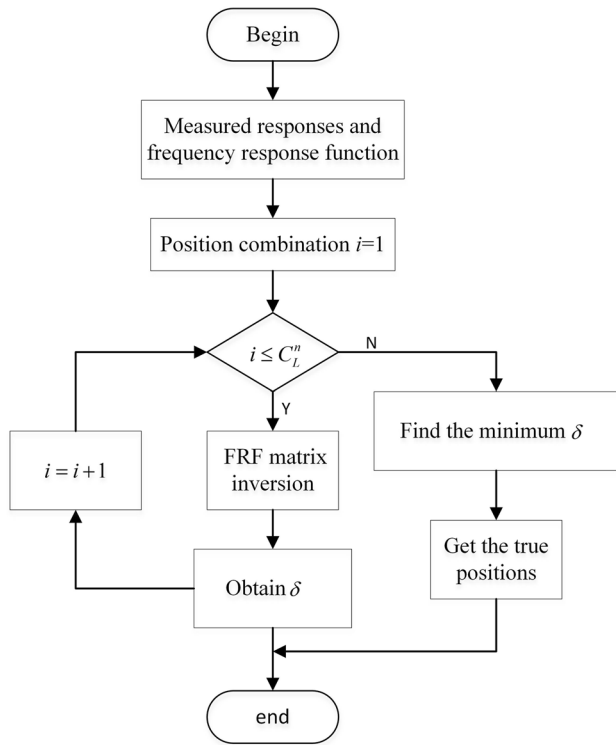 Begin
Measured responses and
frequency response function
Position combination i=1
i ≤ C_L^n
N
Y
Find the minimum δ
i = i+1
FRF matrix
inversion
Get the true
positions
Obtain δ
end